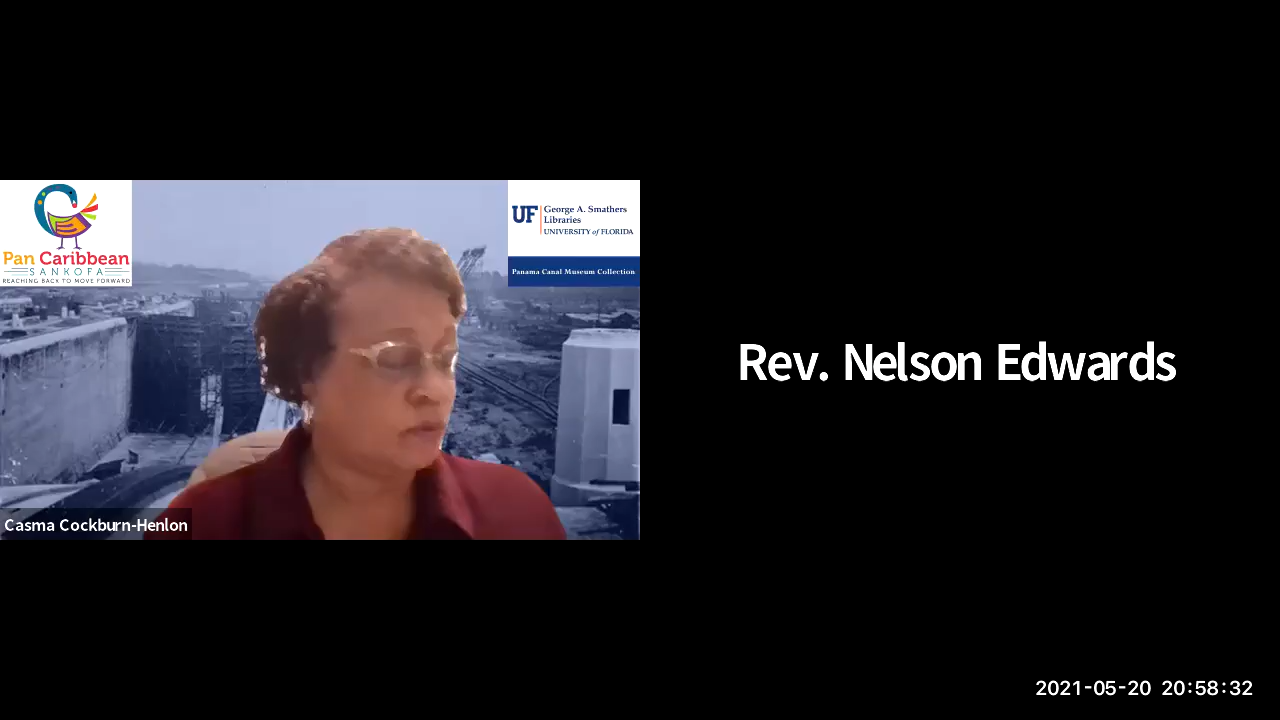 Pan Caribbean
SANKOFA
REACHING BACK TO MOVE FORWARD
UF George A. Smathers
Libraries
UNIVERSITY of FLORIDA
Panama Canal Museum Collection
Casma Cockburn-Henlon
Rev. Nelson Edwards
2021-05-20 20:58:32